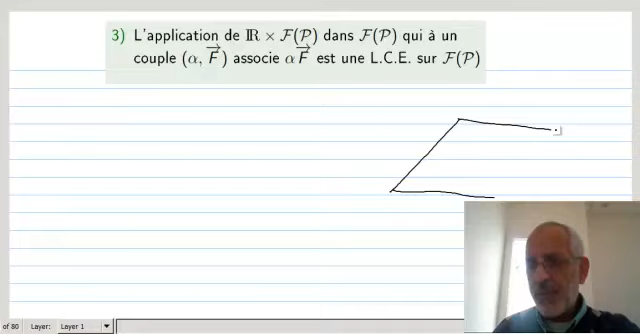 3) L'application de ℝ × ℱ(𝒫) dans ℱ(𝒫) qui à un
couple (α, F⃗) associe αF⃗ est une L.C.E. sur ℱ(𝒫)
of 80 Layer: Layer 1